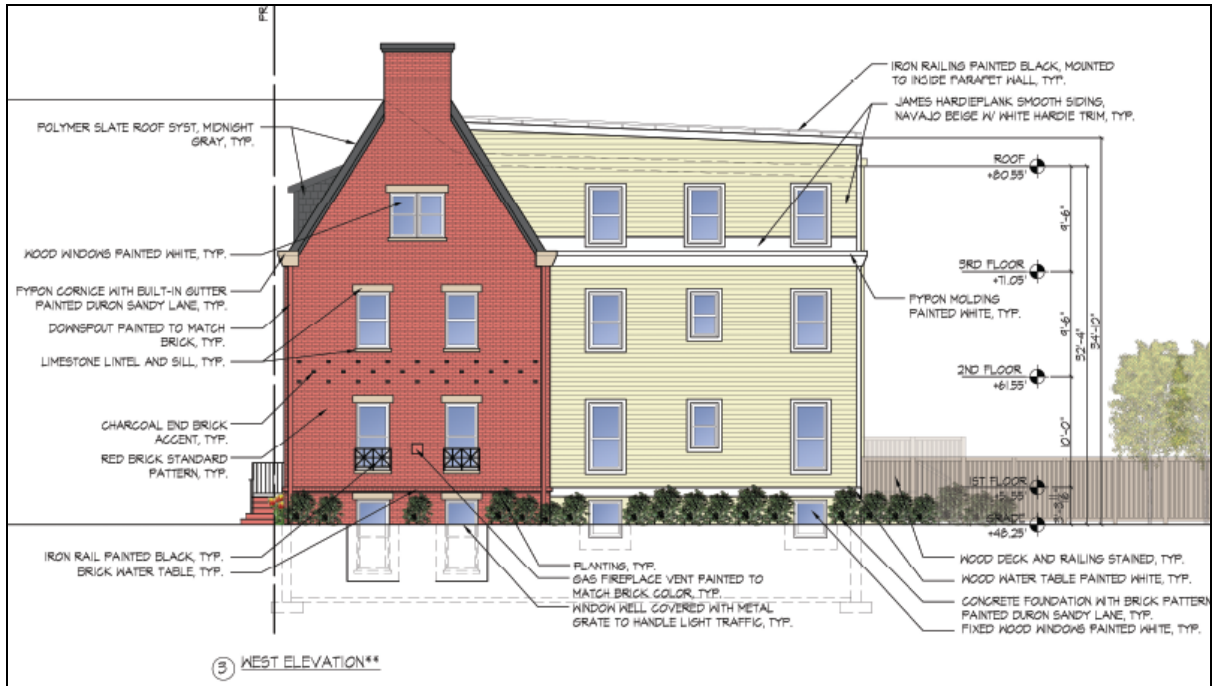 PR
IRON RAILING PAINTED BLACK, MOUNTED
TO INSIDE PARAPET WALL, TYP.
JAMES HARDIEPLANK SMOOTH SIDING,
NAVAJO BEIGE W/ WHITE HARDIE TRIM, TYP.
POLYMER SLATE ROOF SYST, MIDNIGHT
GRAY, TYP.
ROOF
+80.55'
9'-6"
WOOD WINDOWS PAINTED WHITE, TYP.
3RD FLOOR
+71.05'
FYPON CORNICE WITH BUILT-IN GUTTER
PAINTED DURON SANDY LANE, TYP.
FYPON MOLDING
PAINTED WHITE, TYP.
DOWNSPOUT PAINTED TO MATCH
BRICK, TYP.
9'-6"
32'-4"
34'-10"
LIMESTONE LINTEL AND SILL, TYP.
2ND FLOOR
+61.55'
CHARCOAL END BRICK
ACCENT, TYP.
10'-0"
RED BRICK STANDARD
PATTERN, TYP.
1ST FLOOR
GRADE
+48.25'
IRON RAIL PAINTED BLACK, TYP.
BRICK WATER TABLE, TYP.
PLANTING, TYP.
GAS FIREPLACE VENT PAINTED TO
MATCH BRICK COLOR, TYP.
WINDOW WELL COVERED WITH METAL
GRATE TO HANDLE LIGHT TRAFFIC, TYP.
WOOD DECK AND RAILING STAINED, TYP.
WOOD WATER TABLE PAINTED WHITE, TYP.
CONCRETE FOUNDATION WITH BRICK PATTERN
PAINTED DURON SANDY LANE, TYP.
FIXED WOOD WINDOWS PAINTED WHITE, TYP.
3 WEST ELEVATION**